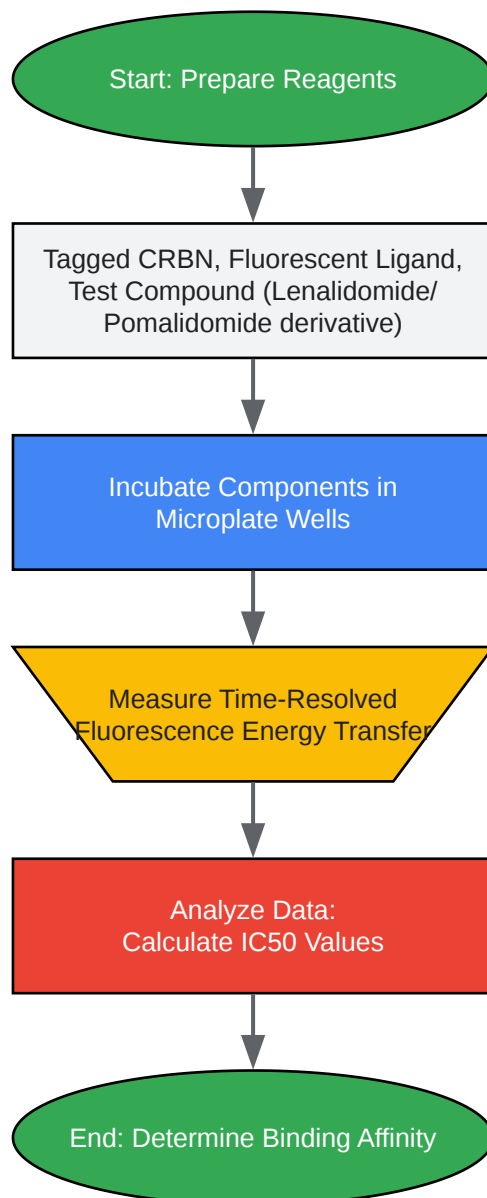 Start: Prepare Reagents
Tagged CRBN, Fluorescent Ligand,
Test Compound (Lenalidomide/
Pomalidomide derivative)
Incubate Components in
Microplate Wells
Measure Time-Resolved
Fluorescence Energy Transfer
Analyze Data:
Calculate IC50 Values
End: Determine Binding Affinity